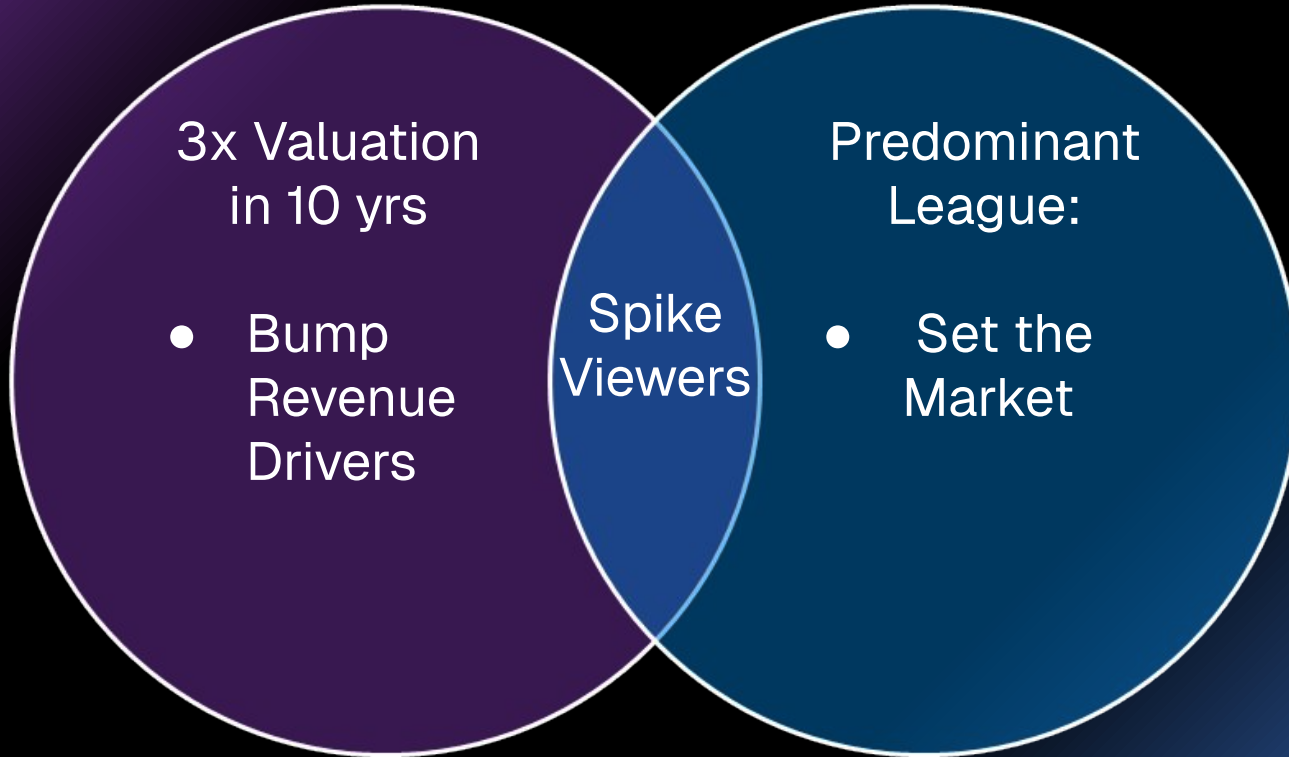 3x Valuation
in 10 yrs
● Bump
Revenue
Drivers
Spike
Viewers
Predominant
League:
● Set the
Market